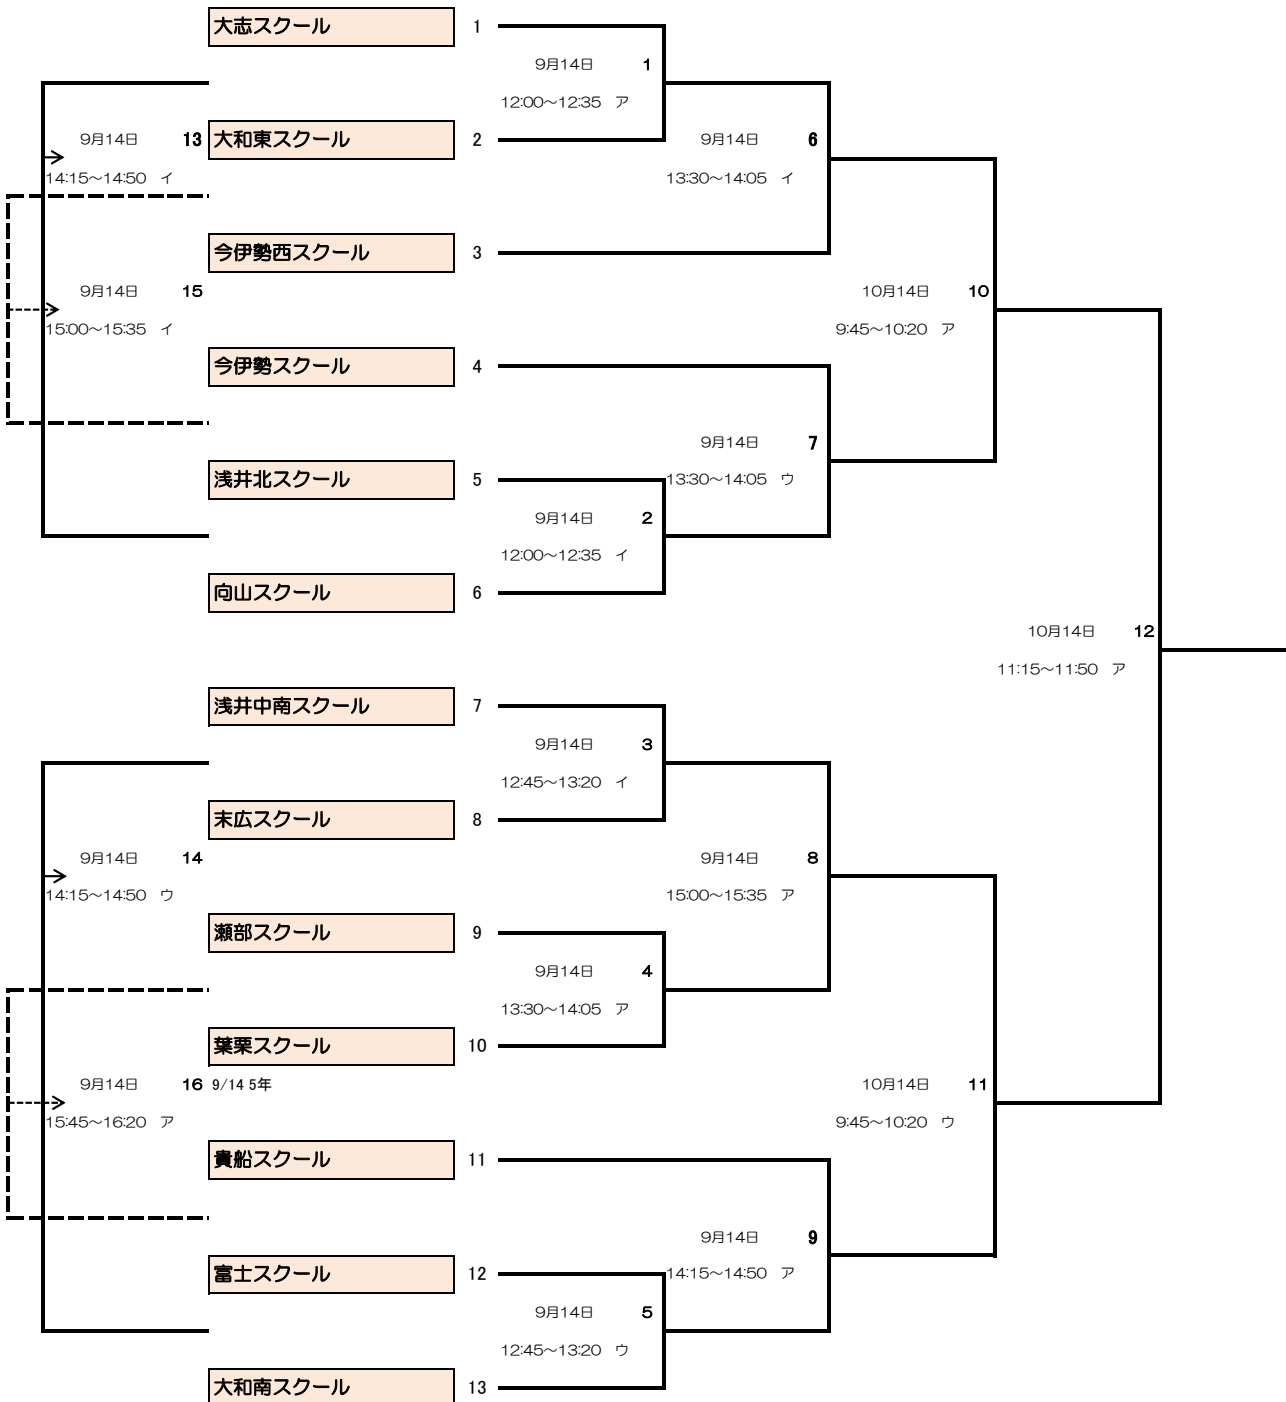 大志スクール 1
9月14日 1
12:00～12:35 ア
9月14日 13 大和東スクール 2 9月14日 6
14:15～14:50 イ 13:30～14:05 イ
今伊勢西スクール 3
9月14日 15 10月14日 10
15:00～15:35 イ 9:45～10:20 ア
今伊勢スクール 4
9月14日 7
浅井北スクール 5 13:30～14:05 ウ
9月14日 2
12:00～12:35 イ
向山スクール 6
10月14日 12
11:15～11:50 ア
浅井中南スクール 7
9月14日 3
12:45～13:20 イ
末広スクール 8
9月14日 14 9月14日 8
14:15～14:50 ウ 15:00～15:35 ア
瀬部スクール 9
9月14日 4
13:30～14:05 ア
葉栗スクール 10
9月14日 16 9/14 5年 10月14日 11
15:45～16:20 ア 9:45～10:20 ウ
貴船スクール 11
9月14日 9
富士スクール 12 14:15～14:50 ア
9月14日 5
12:45～13:20 ウ
大和南スクール 13